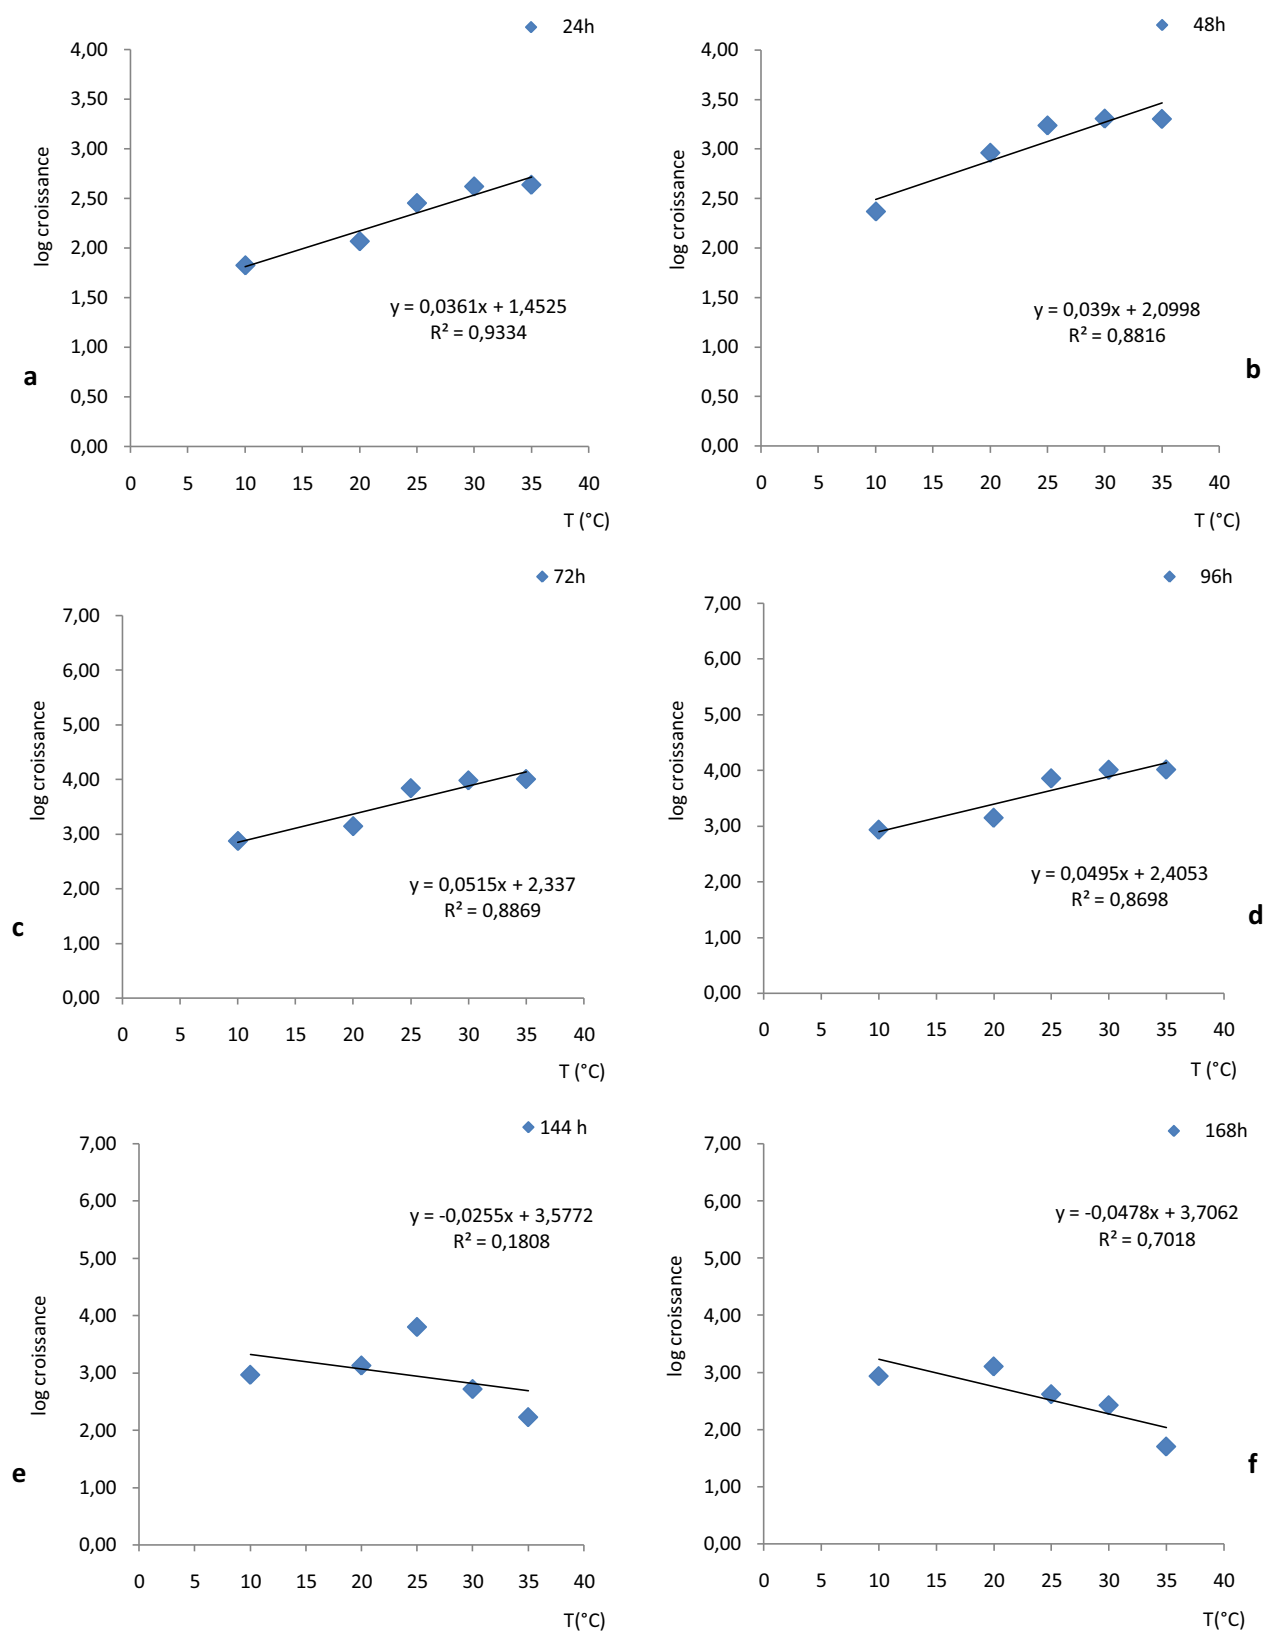 24h
4,00
3,50
3,00
2,50
2,00
1,50
1,00
0,50
0,00
log croissance
y = 0,0361x + 1,4525
R² = 0,9334
a
0 5 10 15 20 25 30 35 40
T (°C)
48h
4,00
3,50
3,00
2,50
2,00
1,50
1,00
0,50
0,00
log croissance
y = 0,039x + 2,0998
R² = 0,8816
b
0 5 10 15 20 25 30 35 40
T (°C)
72h
7,00
6,00
5,00
4,00
3,00
2,00
1,00
0,00
log croissance
y = 0,0515x + 2,337
R² = 0,8869
c
0 5 10 15 20 25 30 35 40
T (°C)
96h
7,00
6,00
5,00
4,00
3,00
2,00
1,00
0,00
log croissance
y = 0,0495x + 2,4053
R² = 0,8698
d
0 5 10 15 20 25 30 35 40
T (°C)
144 h
7,00
6,00
5,00
4,00
3,00
2,00
1,00
0,00
log croissance
y = -0,0255x + 3,5772
R² = 0,1808
e
0 5 10 15 20 25 30 35 40
T(°C)
168h
7,00
6,00
5,00
4,00
3,00
2,00
1,00
0,00
log croissance
y = -0,0478x + 3,7062
R² = 0,7018
f
0 5 10 15 20 25 30 35 40
T(°C)